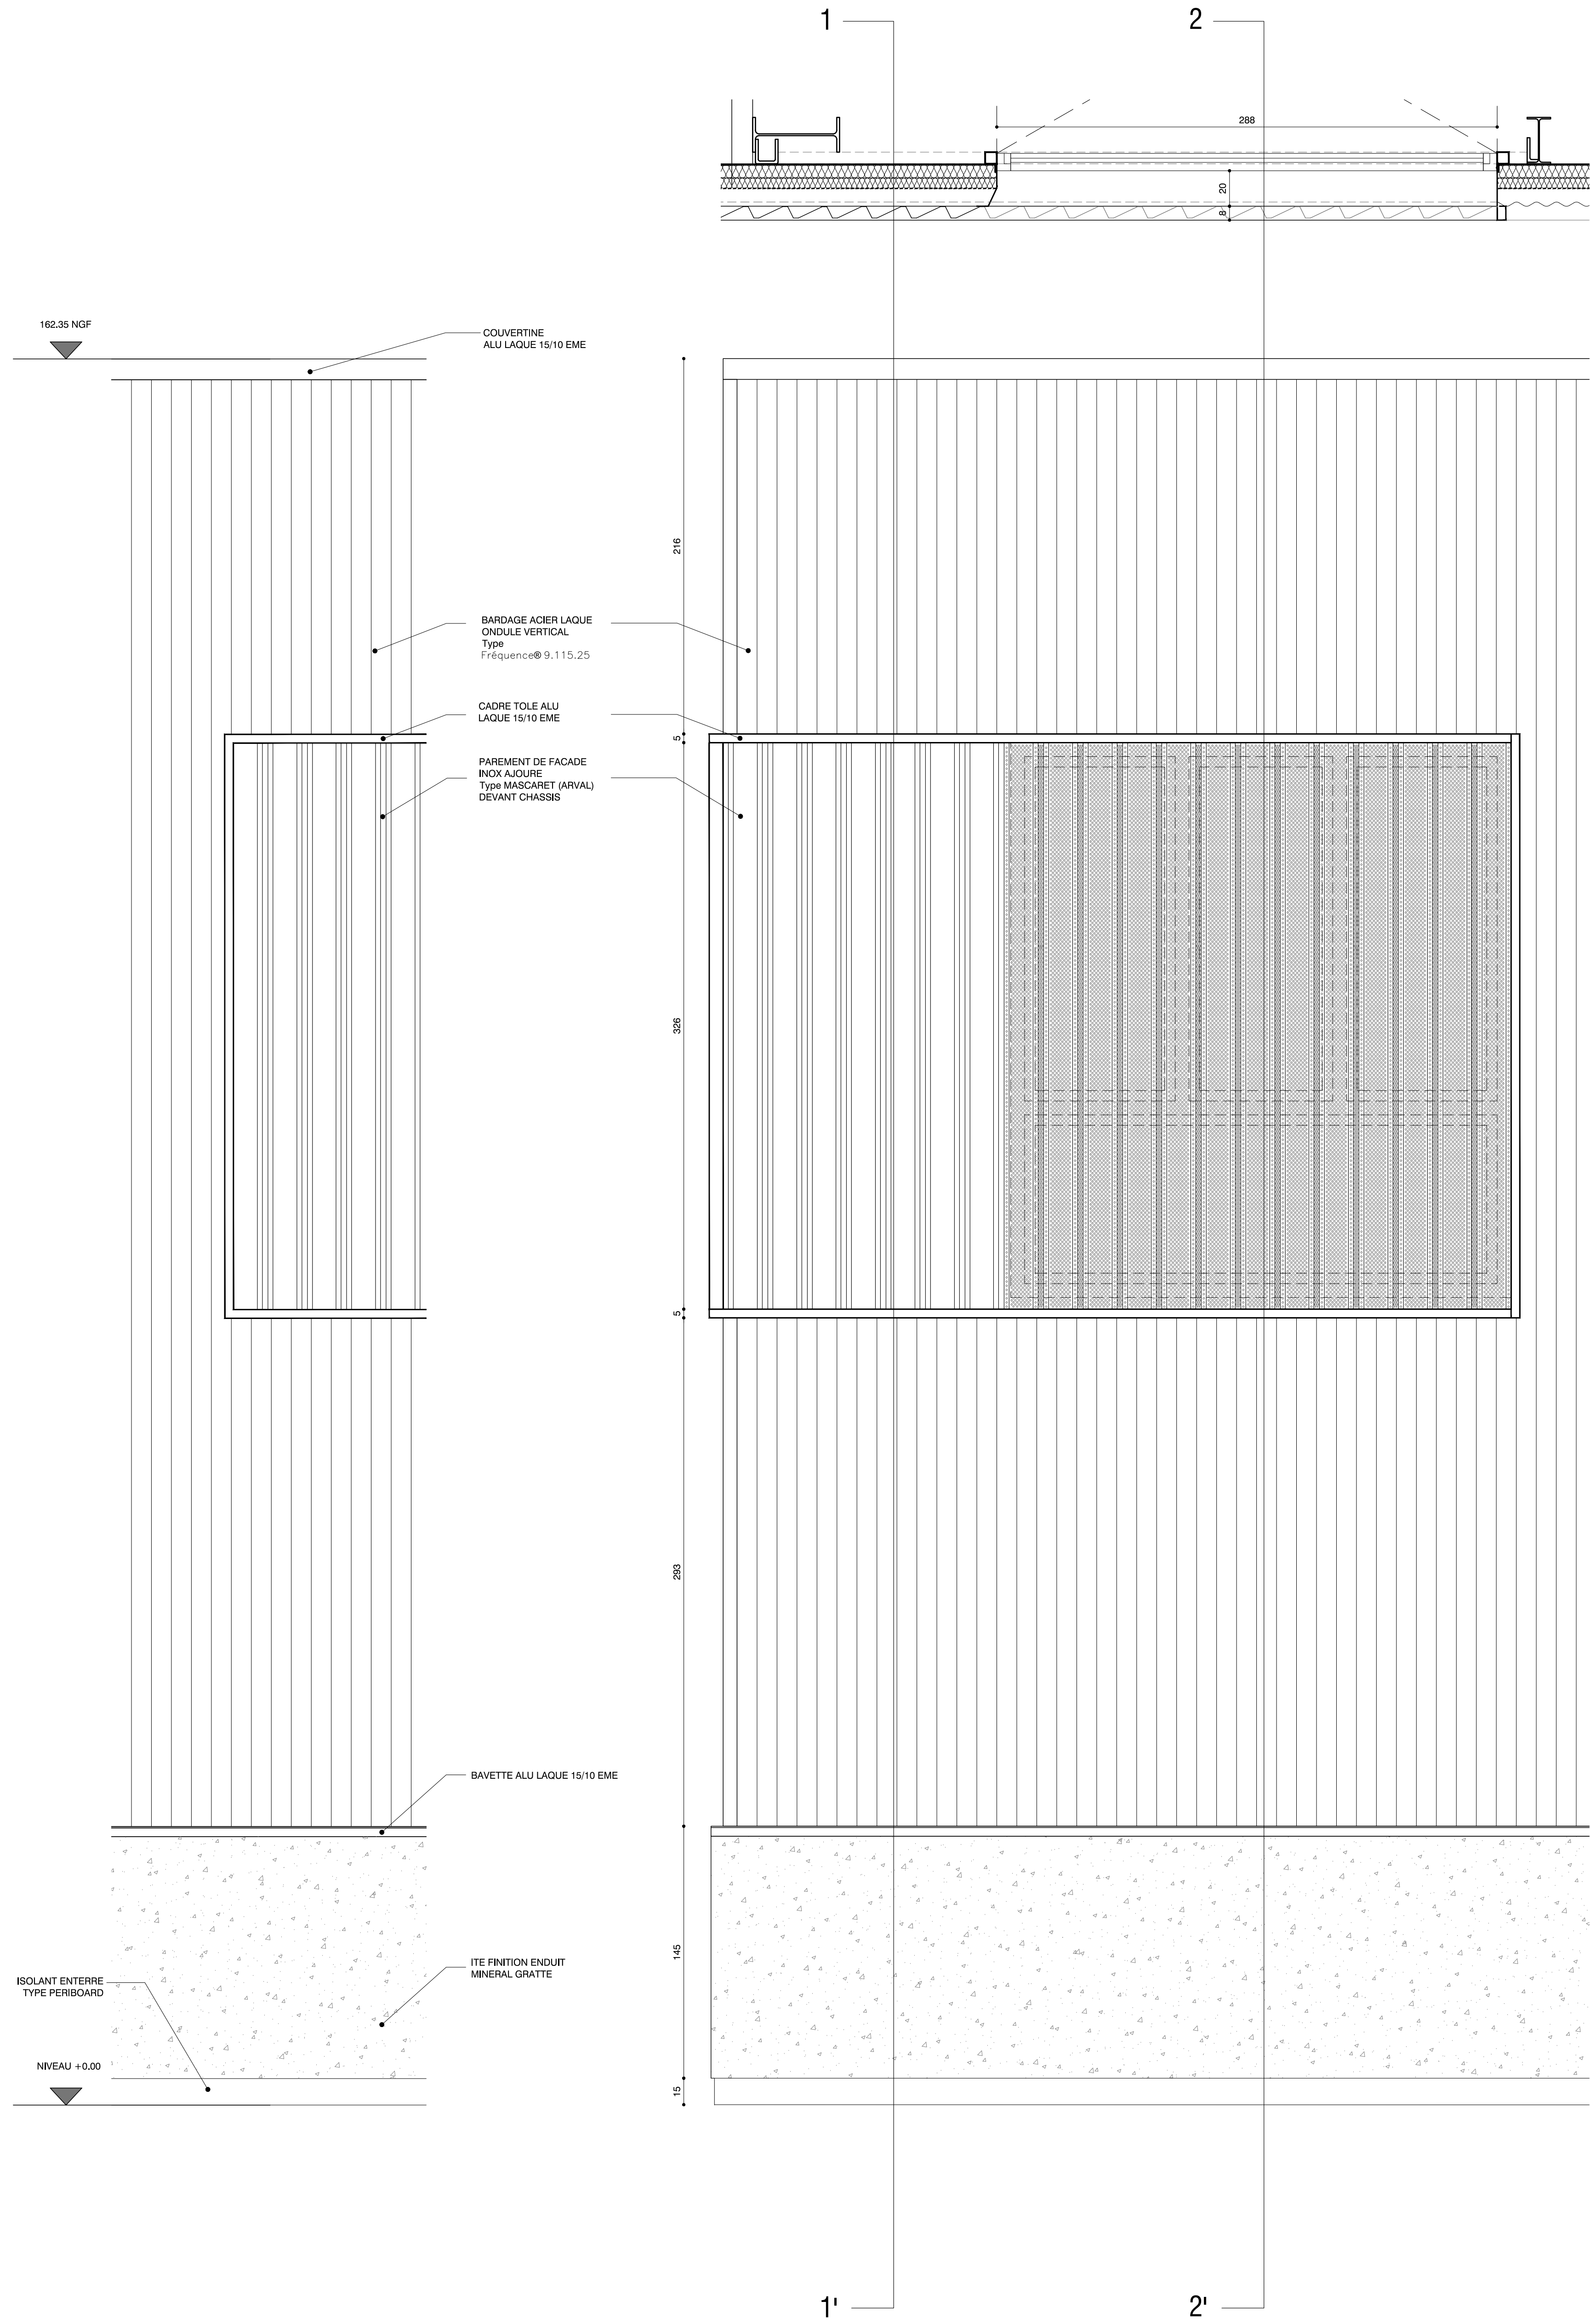 1
2
288
20
8
162.35 NGF
COUVERTINE
ALU LAQUE 15/10 EME
216
BARDAGE ACIER LAQUE
ONDULE VERTICAL
Type
Fréquence® 9.115.25
CADRE TOLE ALU
LAQUE 15/10 EME
5
PAREMENT DE FACADE
INOX AJOURE
Type MASCARET (ARVAL)
DEVANT CHASSIS
326
5
293
BAVETTE ALU LAQUE 15/10 EME
145
ITE FINITION ENDUIT
MINERAL GRATTE
ISOLANT ENTERRE
TYPE PERIBOARD
NIVEAU +0.00
15
1'
2'